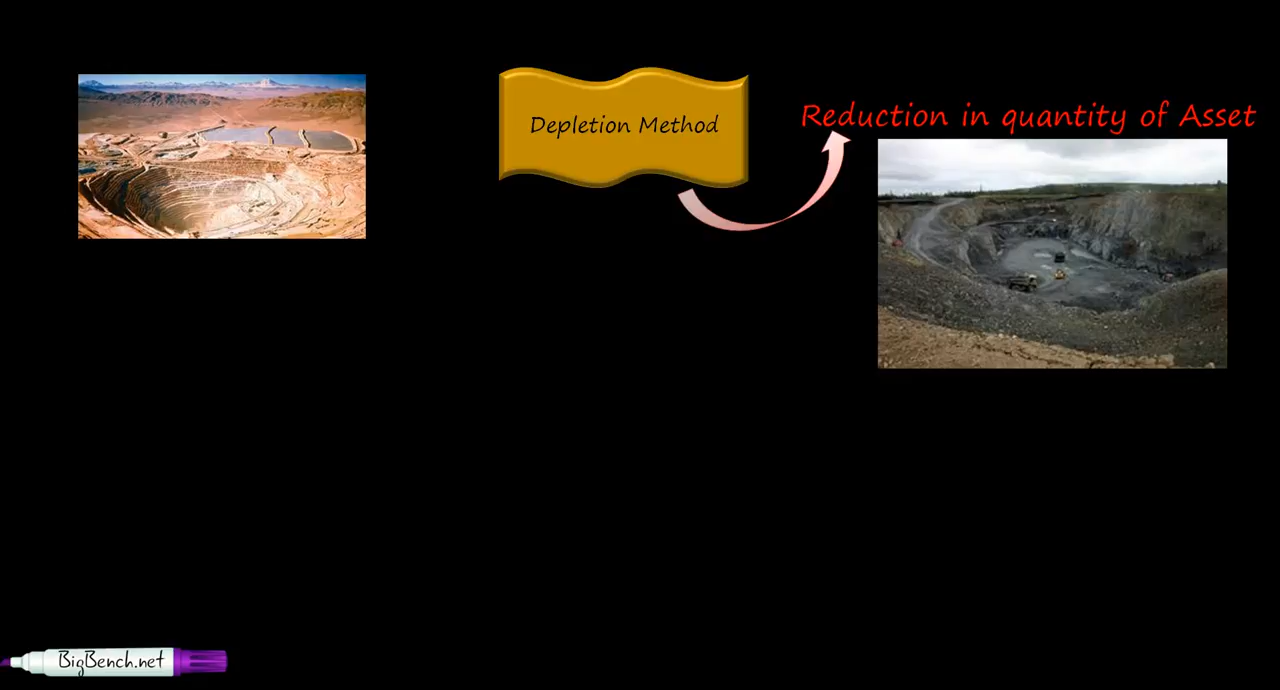 Depletion Method
Reduction in quantity of Asset
BigBench.net